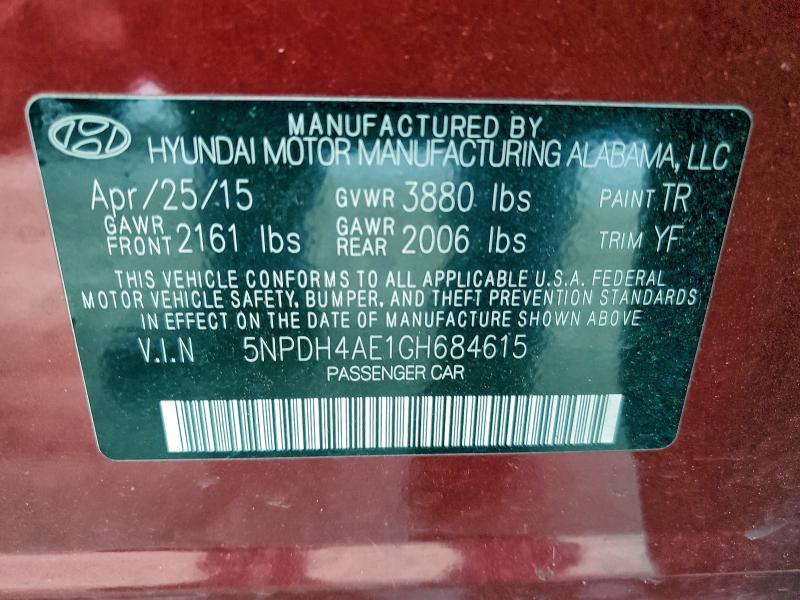 MANUFACTURED BY
HYUNDAI MOTOR MANUFACTURING ALABAMA, LLC
Apr/25/15 GVWR 3880 lbs PAINT TR
GAWR FRONT 2161 lbs GAWR REAR 2006 lbs TRIM YF
THIS VEHICLE CONFORMS TO ALL APPLICABLE U.S.A. FEDERAL
MOTOR VEHICLE SAFETY, BUMPER, AND THEFT PREVENTION STANDARDS
IN EFFECT ON THE DATE OF MANUFACTURE SHOWN ABOVE
V.I.N 5NPDH4AE1GH684615
PASSENGER CAR